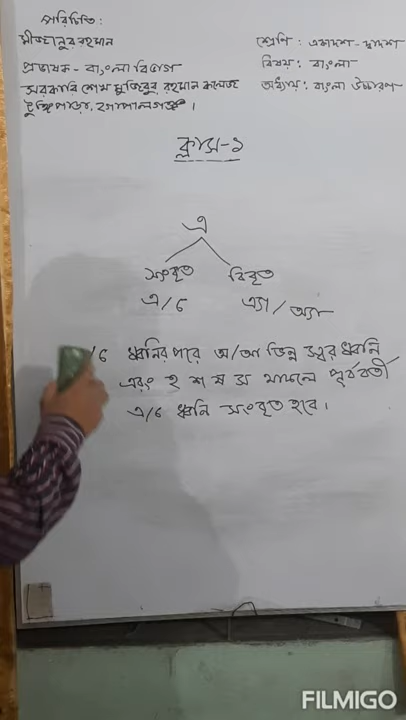 পরিচিতি:
মীজানুর রহমান
প্রভাষক - বাংলা বিভাগ
সরকারি শেখ মুজিবুর রহমান কলেজ
টুঙ্গিপাড়া, গোপালগঞ্জ।
শ্রেণি: একাদশ-দ্বাদশ
বিষয়: বাংলা
অধ্যায়: বাংলা উচ্চারণ
ক্লাস-১
এ
সংবৃত বিবৃত
এ/ে এ্যা/অ্যা
/ে ধ্বনির পরে অ/আ ভিন্ন স্বরধ্বনি
এবং হ শ ষ স থাকলে পূর্ববর্তী
এ/ে ধ্বনি সংবৃত হবে।
FILMIGO